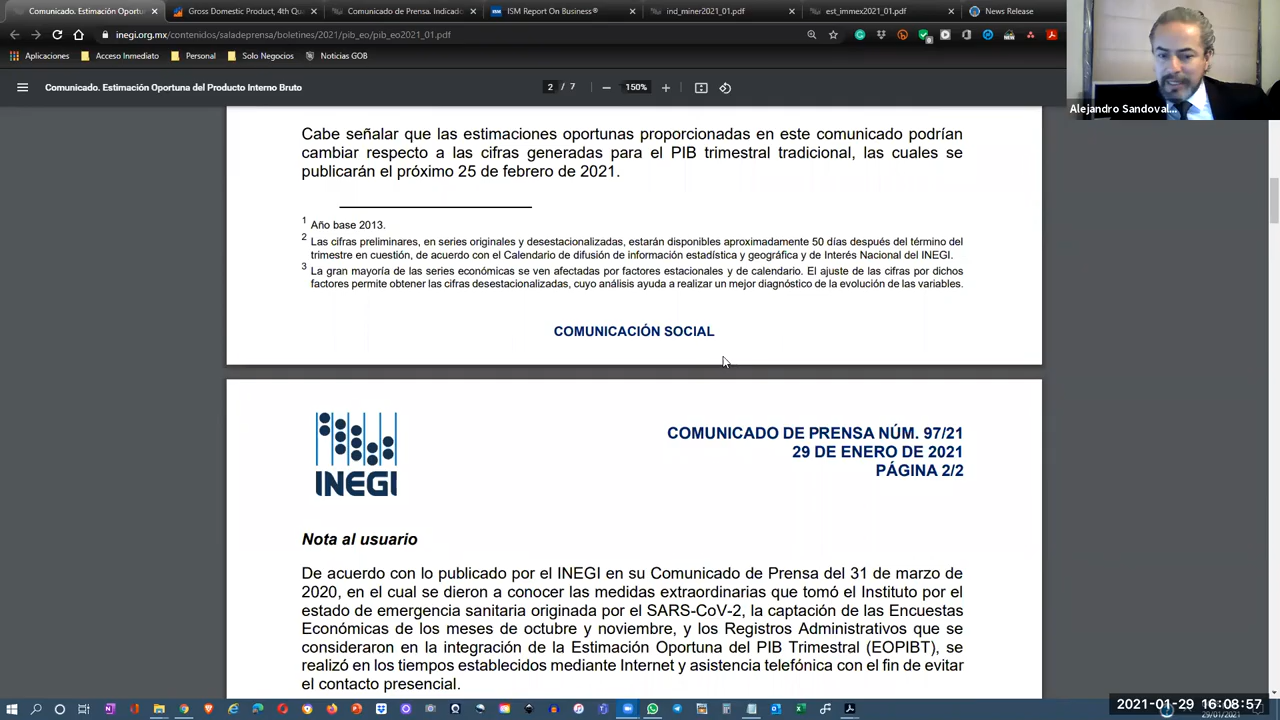 Comunicado. Estimación Oportun
Gross Domestic Product, 4th Qua
Comunicado de Prensa. Indicado
ISM Report On Business®
ind_miner2021_01.pdf
est_immex2021_01.pdf
News Release
inegi.org.mx/contenidos/saladeprensa/boletines/2021/pib_eo/pib_eo2021_01.pdf
Aplicaciones
Acceso Inmediato
Personal
Solo Negocios
Noticias GOB
Comunicado. Estimación Oportuna del Producto Interno Bruto
2 / 7
150%
Alejandro Sandoval...
Cabe señalar que las estimaciones oportunas proporcionadas en este comunicado podrían
cambiar respecto a las cifras generadas para el PIB trimestral tradicional, las cuales se
publicarán el próximo 25 de febrero de 2021.
1 Año base 2013.
2 Las cifras preliminares, en series originales y desestacionalizadas, estarán disponibles aproximadamente 50 días después del término del
trimestre en cuestión, de acuerdo con el Calendario de difusión de información estadística y geográfica y de Interés Nacional del INEGI.
3 La gran mayoría de las series económicas se ven afectadas por factores estacionales y de calendario. El ajuste de las cifras por dichos
factores permite obtener las cifras desestacionalizadas, cuyo análisis ayuda a realizar un mejor diagnóstico de la evolución de las variables.
COMUNICACIÓN SOCIAL
INEGI
COMUNICADO DE PRENSA NÚM. 97/21
29 DE ENERO DE 2021
PÁGINA 2/2
Nota al usuario
De acuerdo con lo publicado por el INEGI en su Comunicado de Prensa del 31 de marzo de
2020, en el cual se dieron a conocer las medidas extraordinarias que tomó el Instituto por el
estado de emergencia sanitaria originada por el SARS-CoV-2, la captación de las Encuestas
Económicas de los meses de octubre y noviembre, y los Registros Administrativos que se
consideraron en la integración de la Estimación Oportuna del PIB Trimestral (EOPIBT), se
realizó en los tiempos establecidos mediante Internet y asistencia telefónica con el fin de evitar
el contacto presencial.
2021-01-29 16:08:57